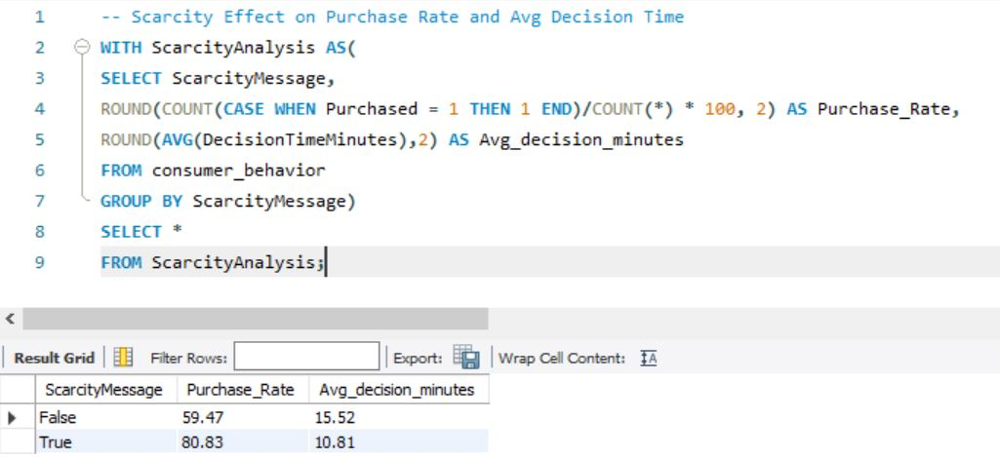 1 -- Scarcity Effect on Purchase Rate and Avg Decision Time
2 WITH ScarcityAnalysis AS(
3 SELECT ScarcityMessage,
4 ROUND(COUNT(CASE WHEN Purchased = 1 THEN 1 END)/COUNT(*) * 100, 2) AS Purchase_Rate,
5 ROUND(AVG(DecisionTimeMinutes),2) AS Avg_decision_minutes
6 FROM consumer_behavior
7 GROUP BY ScarcityMessage)
8 SELECT *
9 FROM ScarcityAnalysis;
Result Grid Filter Rows: Export: Wrap Cell Content:
ScarcityMessage Purchase_Rate Avg_decision_minutes
False 59.47 15.52
True 80.83 10.81